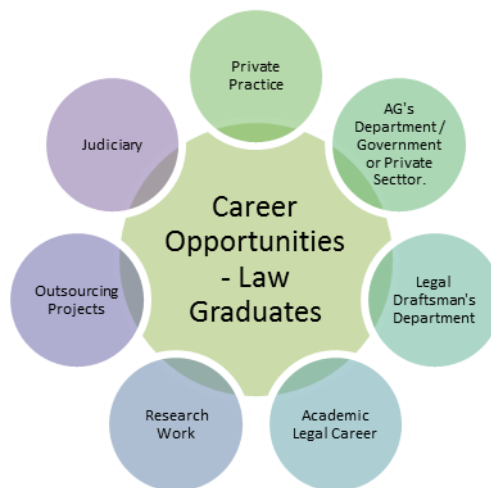 Private
Practice
AG's
Department /
Government
or Private
Secttor.
Legal
Draftsman's
Department
Academic
Legal Career
Research
Work
Outsourcing
Projects
Judiciary
Career
Opportunities
- Law
Graduates